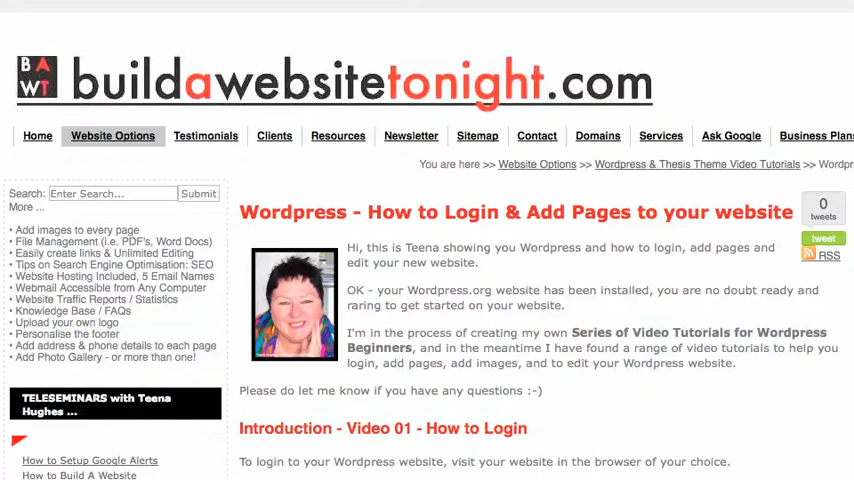 BA
WT
buildawebsitetonight.com
Home Website Options Testimonials Clients Resources Newsletter Sitemap Contact Domains Services Ask Google Business Plans
You are here >> Website Options >> Wordpress & Thesis Theme Video Tutorials >> Wordpr
Search: Enter Search... Submit
More ...
• Add images to every page
• File Management (i.e. PDF's, Word Docs)
• Easily create links & Unlimited Editing
• Tips on Search Engine Optimisation: SEO
• Website Hosting Included, 5 Email Names
• Webmail Accessible from Any Computer
• Website Traffic Reports / Statistics
• Knowledge Base / FAQs
• Upload your own logo
• Personalise the footer
• Add address & phone details to each page
• Add Photo Gallery - or more than one!
TELESEMINARS with Teena
Hughes ...
How to Setup Google Alerts
How to Build A Website
Wordpress - How to Login & Add Pages to your website
0
tweets
tweet
RSS
Hi, this is Teena showing you Wordpress and how to login, add pages and
edit your new website.
OK - your Wordpress.org website has been installed, you are no doubt ready and
raring to get started on your website.
I'm in the process of creating my own Series of Video Tutorials for Wordpress
Beginners, and in the meantime I have found a range of video tutorials to help you
login, add pages, add images, and to edit your Wordpress website.
Please do let me know if you have any questions :-)
Introduction - Video 01 - How to Login
To login to your Wordpress website, visit your website in the browser of your choice.